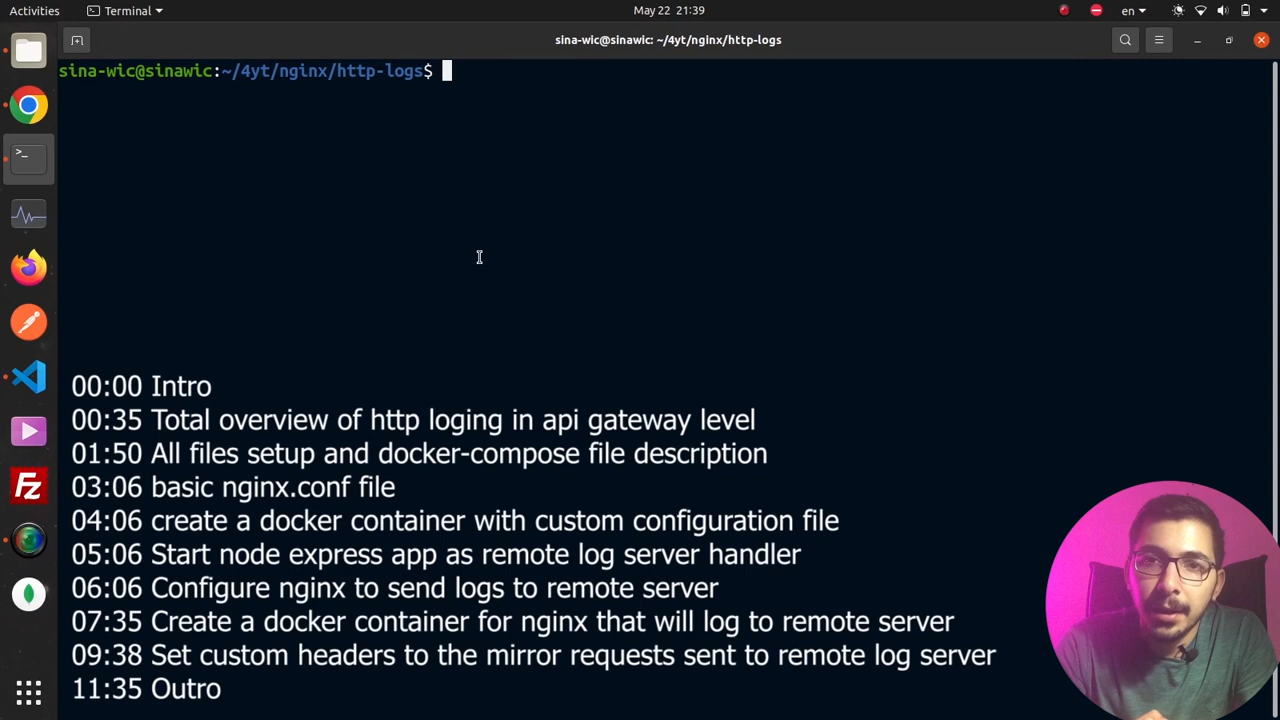 Activities
Terminal
May 22 21:39
en
sina-wic@sinawic: ~/4yt/nginx/http-logs
sina-wic@sinawic:~/4yt/nginx/http-logs$
00:00 Intro
00:35 Total overview of http loging in api gateway level
01:50 All files setup and docker-compose file description
03:06 basic nginx.conf file
04:06 create a docker container with custom configuration file
05:06 Start node express app as remote log server handler
06:06 Configure nginx to send logs to remote server
07:35 Create a docker container for nginx that will log to remote server
09:38 Set custom headers to the mirror requests sent to remote log server
11:35 Outro
>_
Fz